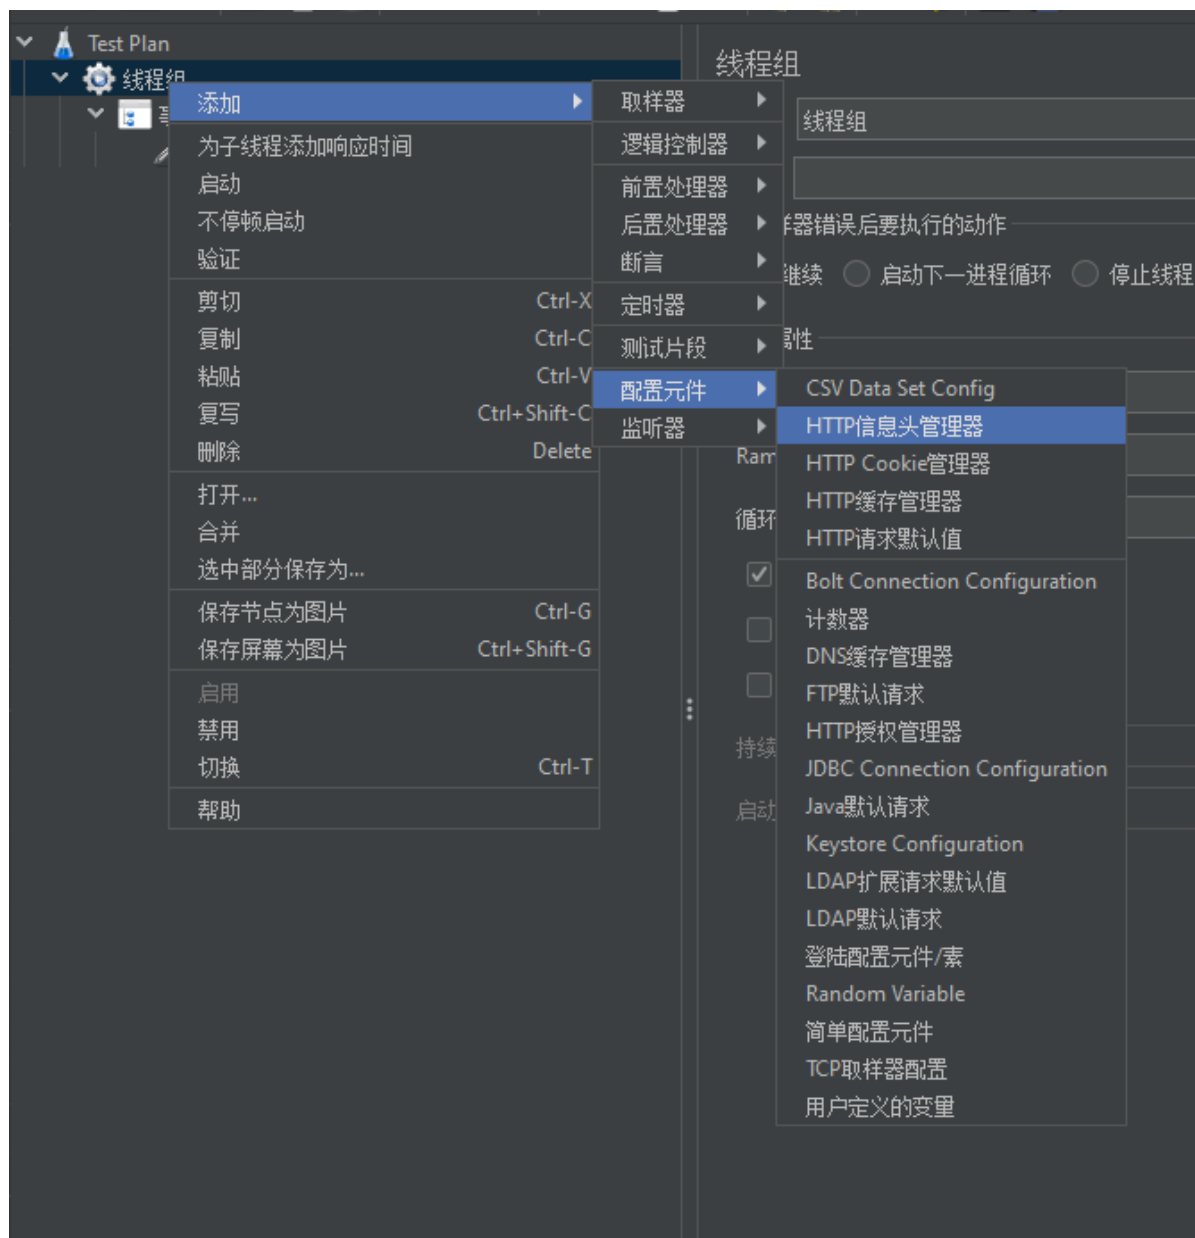 Test Plan
线程组
添加
为子线程添加响应时间
启动
不停顿启动
验证
剪切 Ctrl-X
复制 Ctrl-C
粘贴 Ctrl-V
复写 Ctrl+Shift-C
删除 Delete
打开...
合并
选中部分保存为...
保存节点为图片 Ctrl-G
保存屏幕为图片 Ctrl+Shift-G
启用
禁用
切换 Ctrl-T
帮助
取样器
逻辑控制器
前置处理器
后置处理器
断言
定时器
测试片段
配置元件
监听器
CSV Data Set Config
HTTP信息头管理器
HTTP Cookie管理器
HTTP缓存管理器
HTTP请求默认值
Bolt Connection Configuration
计数器
DNS缓存管理器
FTP默认请求
HTTP授权管理器
JDBC Connection Configuration
Java默认请求
Keystore Configuration
LDAP扩展请求默认值
LDAP默认请求
登陆配置元件/素
Random Variable
简单配置元件
TCP取样器配置
用户定义的变量
线程组
线程组
样器错误后要执行的动作
继续 启动下一进程循环 停止线程
属性
Ram
循环
持续
启动